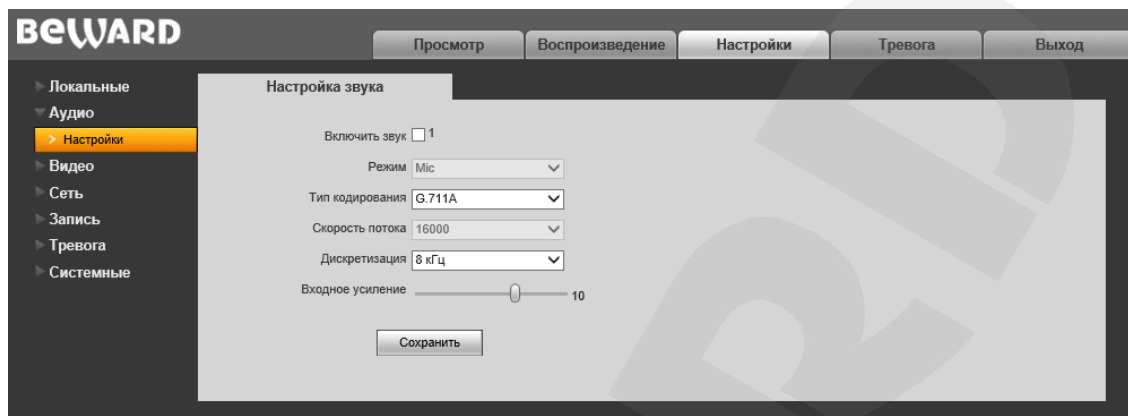 BEWARD
Просмотр Воспроизведение Настройки Тревога Выход
Локальные
Аудио
> Настройки
Видео
Сеть
Запись
Тревога
Системные
Настройка звука
Включить звук 1
Режим Mic
Тип кодирования G.711A
Скорость потока 16000
Дискретизация 8 кГц
Входное усиление 10
Сохранить